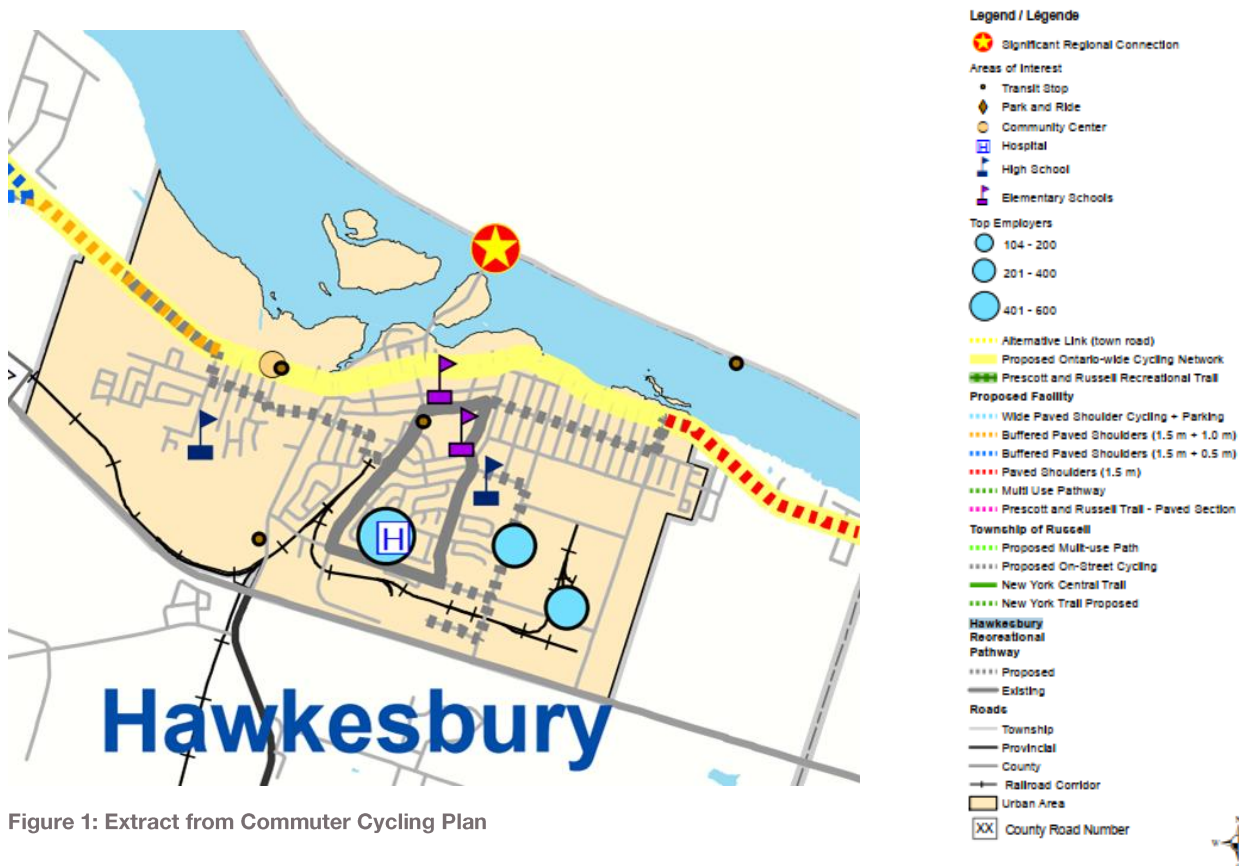 Legend / Légende
Significant Regional Connection
Areas of Interest
Transit Stop
Park and Ride
Community Center
H Hospital
High School
Elementary Schools
Top Employers
104 - 200
201 - 400
401 - 600
Alternative Link (town road)
Proposed Ontario-wide Cycling Network
Prescott and Russell Recreational Trail
Proposed Facility
Wide Paved Shoulder Cycling + Parking
Buffered Paved Shoulders (1.5 m + 1.0 m)
Buffered Paved Shoulders (1.5 m + 0.5 m)
Paved Shoulders (1.5 m)
Multi Use Pathway
Prescott and Russell Trail - Paved Section
Township of Russell
Proposed Mulit-use Path
Proposed On-Street Cycling
New York Central Trail
New York Trail Proposed
Hawkesbury
Recreational
Pathway
Proposed
Existing
Roads
Township
Provincial
County
Railroad Corridor
Urban Area
XX County Road Number
H
Hawkesbury
Figure 1: Extract from Commuter Cycling Plan
W